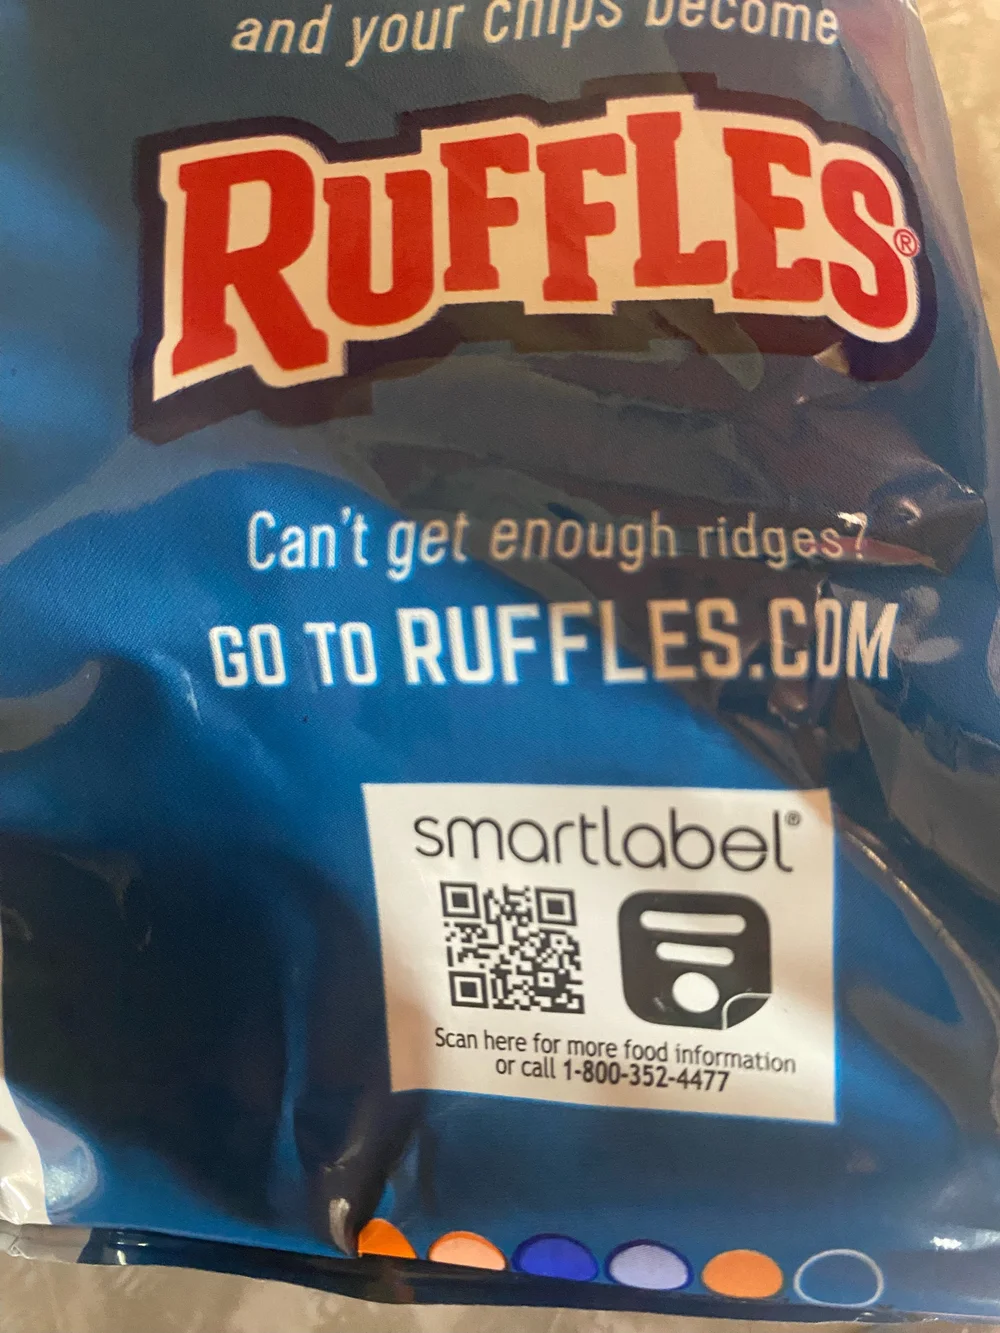 and your chips become
RUFFLES®
Can't get enough ridges?
GO TO RUFFLES.COM
smartlabel®
Scan here for more food information
or call 1-800-352-4477